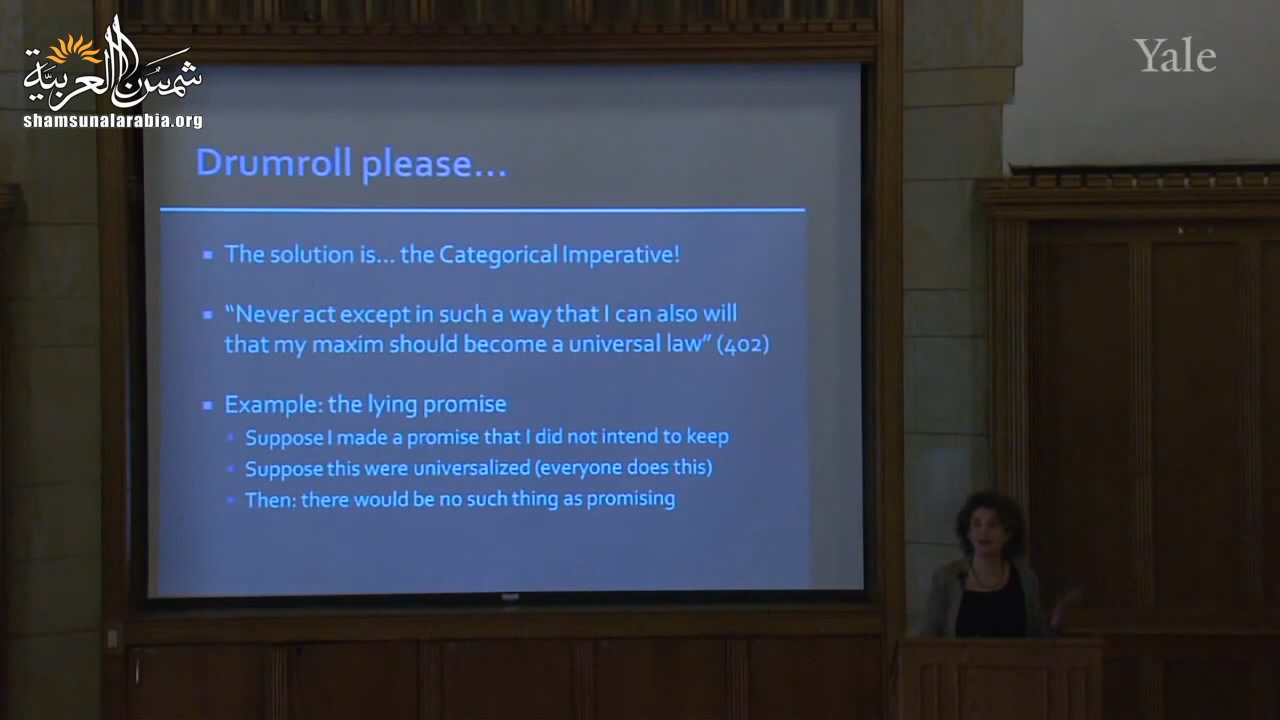 شمس العربية
shamsunalarabia.org
Yale
Drumroll please...
The solution is... the Categorical Imperative!
“Never act except in such a way that I can also will
that my maxim should become a universal law” (402)
Example: the lying promise
Suppose I made a promise that I did not intend to keep
Suppose this were universalized (everyone does this)
Then: there would be no such thing as promising